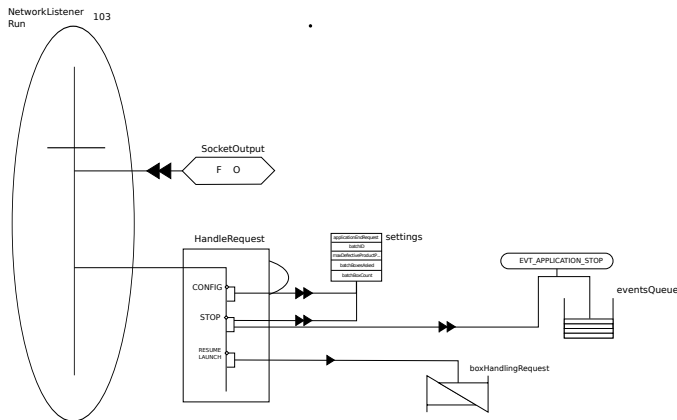 NetworkListener
Run
103
SocketOutput
F O
HandleRequest
settings
applicationEndRequest
batchID
maxDefectiveProductP...
batchBoxesAsked
batchBoxCount
EVT_APPLICATION_STOP
eventsQueue
CONFIG
STOP
RESUME
LAUNCH
boxHandlingRequest